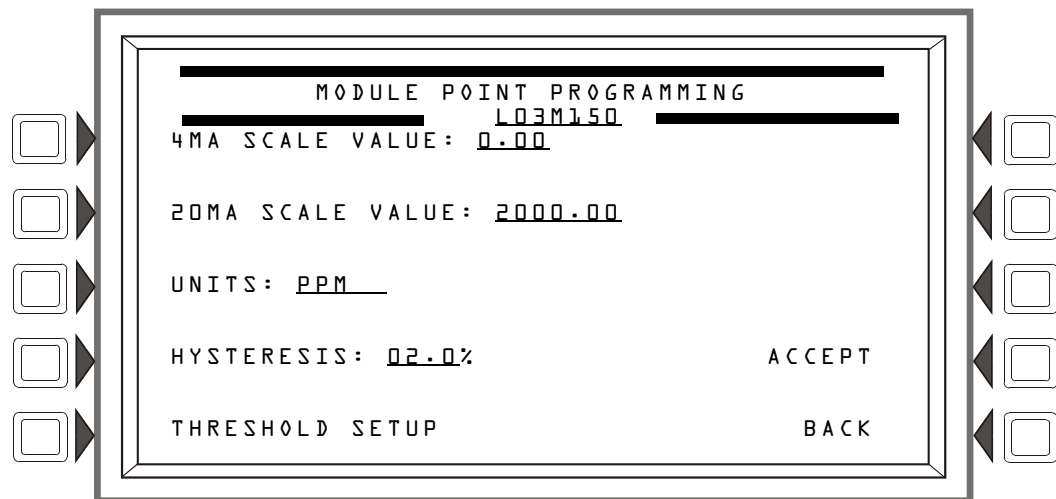 MODULE POINT PROGRAMMING
L03M150
4MA SCALE VALUE: 0.00
20MA SCALE VALUE: 2000.00
UNITS: PPM
HYSTERESIS: 02.0%
ACCEPT
THRESHOLD SETUP
BACK